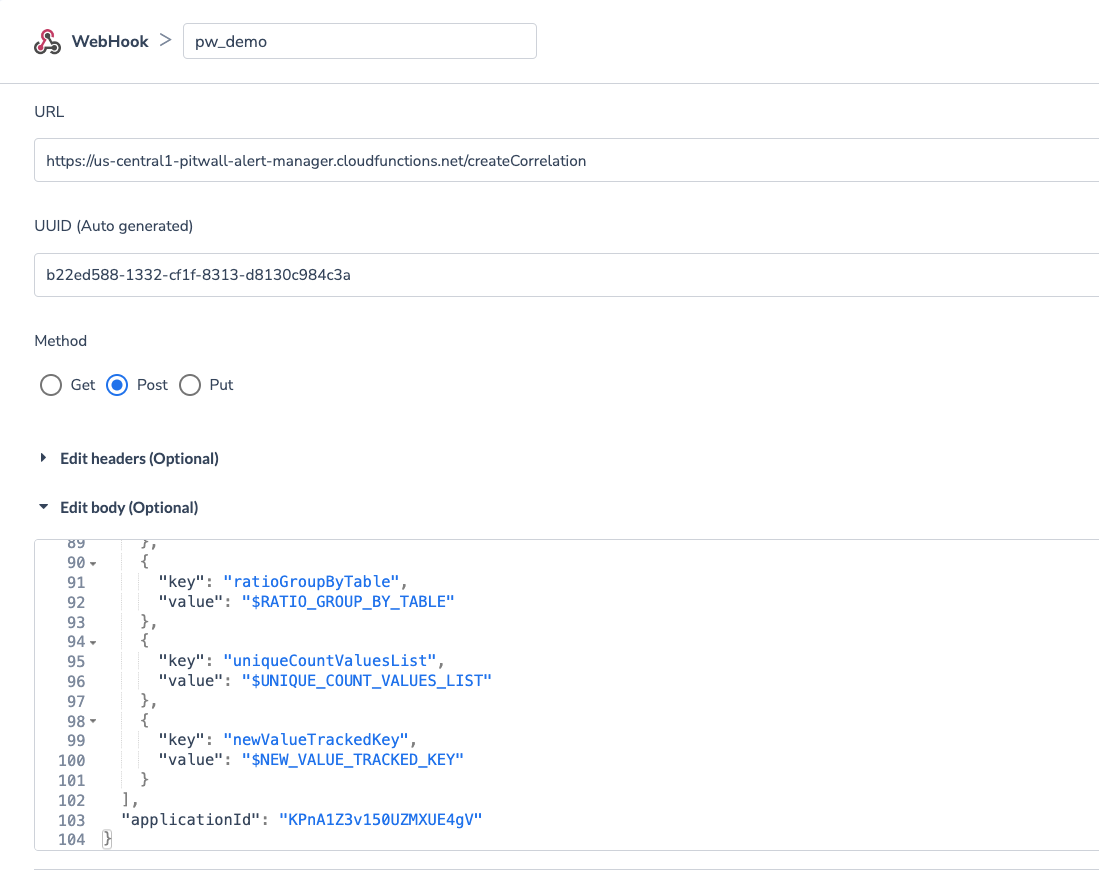 WebHook > pw_demo
URL
https://us-central1-pitwall-alert-manager.cloudfunctions.net/createCorrelation
UUID (Auto generated)
b22ed588-1332-cf1f-8313-d8130c984c3a
Method
Get Post Put
Edit headers (Optional)
Edit body (Optional)
89 },
90 {
91 "key": "ratioGroupByTable",
92 "value": "$RATIO_GROUP_BY_TABLE"
93 },
94 {
95 "key": "uniqueCountValuesList",
96 "value": "$UNIQUE_COUNT_VALUES_LIST"
97 },
98 {
99 "key": "newValueTrackedKey",
100 "value": "$NEW_VALUE_TRACKED_KEY"
101 }
102 ],
103 "applicationId": "KPnA1Z3v150UZMXUE4gV"
104 }